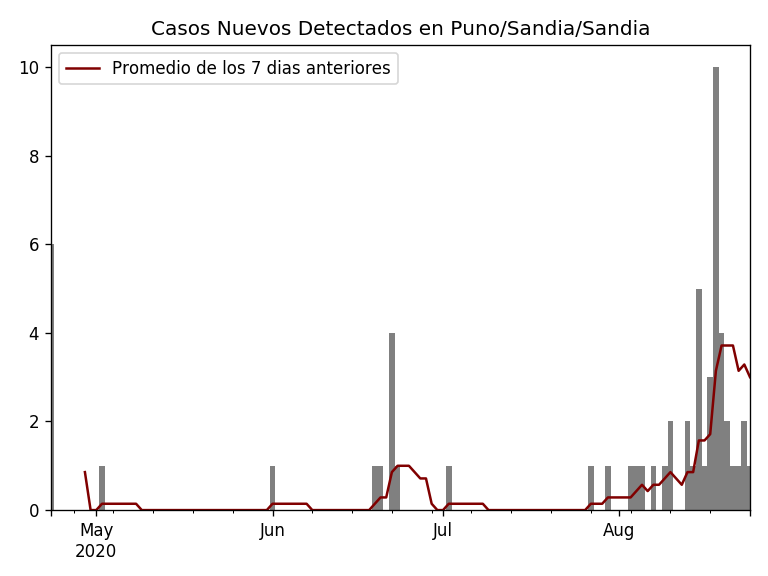 Casos Nuevos Detectados en Puno/Sandia/Sandia
Promedio de los 7 dias anteriores
10
8
6
4
2
0
May Jun Jul Aug
2020